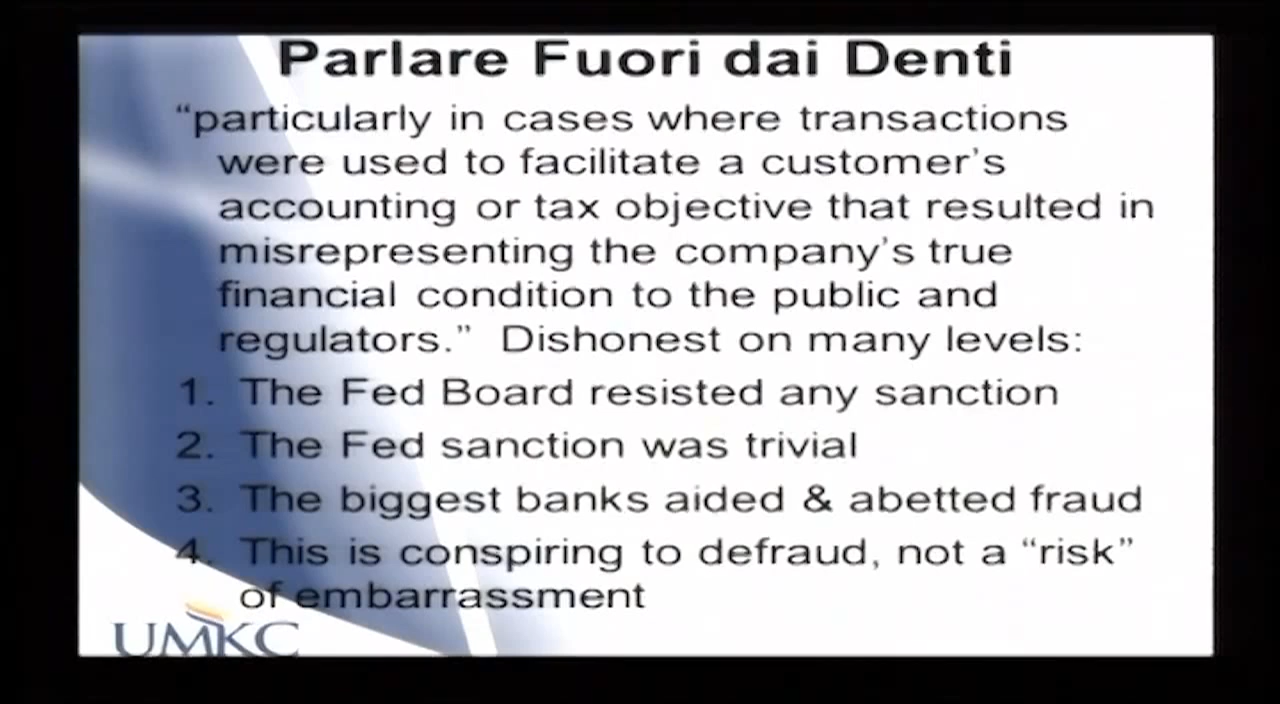 Parlare Fuori dai Denti
“particularly in cases where transactions
were used to facilitate a customer’s
accounting or tax objective that resulted in
misrepresenting the company’s true
financial condition to the public and
regulators.” Dishonest on many levels:
1. The Fed Board resisted any sanction
2. The Fed sanction was trivial
3. The biggest banks aided & abetted fraud
4. This is conspiring to defraud, not a “risk”
of embarrassment
UMKC